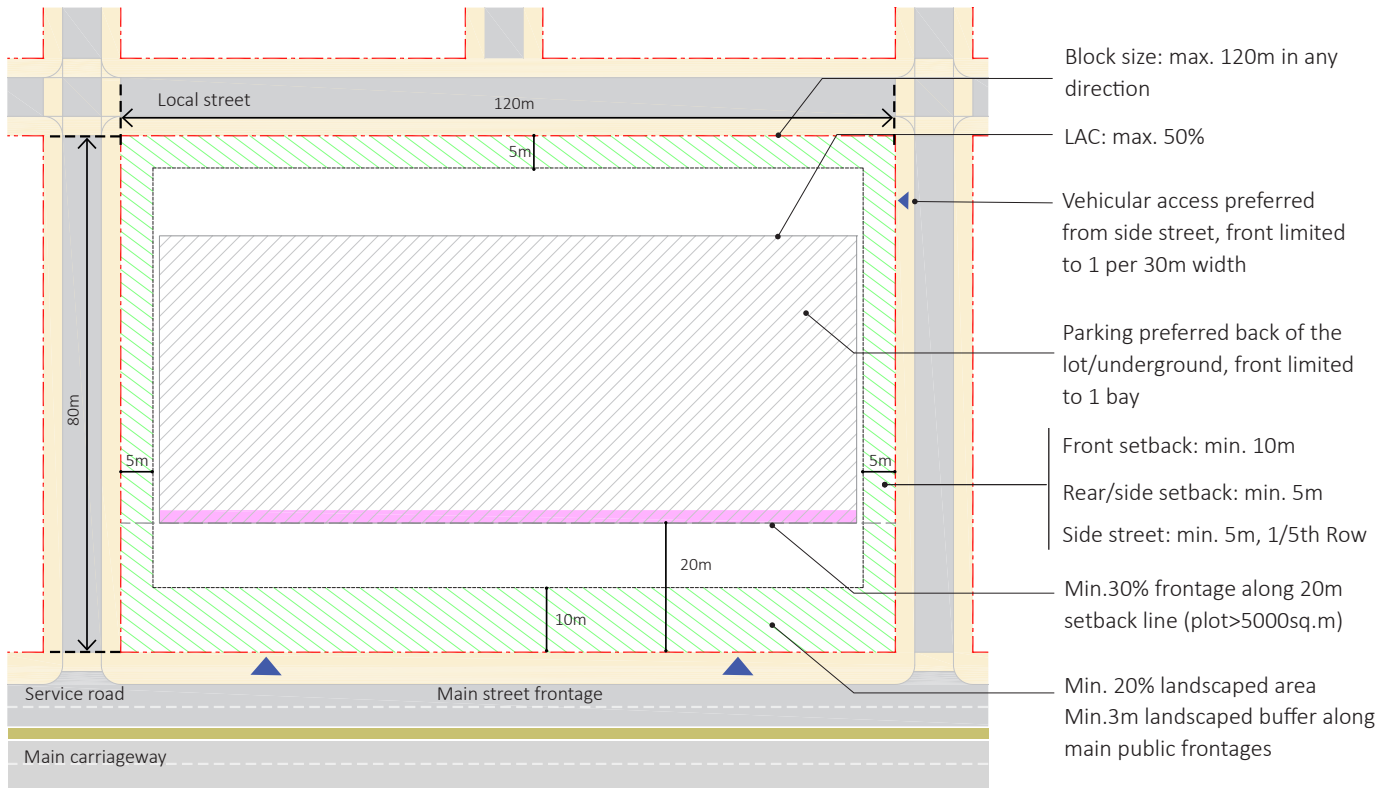 Local street
120m
5m
80m
5m
5m
20m
10m
Service road
Main street frontage
Main carriageway
Block size: max. 120m in any
direction
LAC: max. 50%
Vehicular access preferred
from side street, front limited
to 1 per 30m width
Parking preferred back of the
lot/underground, front limited
to 1 bay
Front setback: min. 10m
Rear/side setback: min. 5m
Side street: min. 5m, 1/5th Row
Min.30% frontage along 20m
setback line (plot>5000sq.m)
Min. 20% landscaped area
Min.3m landscaped buffer along
main public frontages